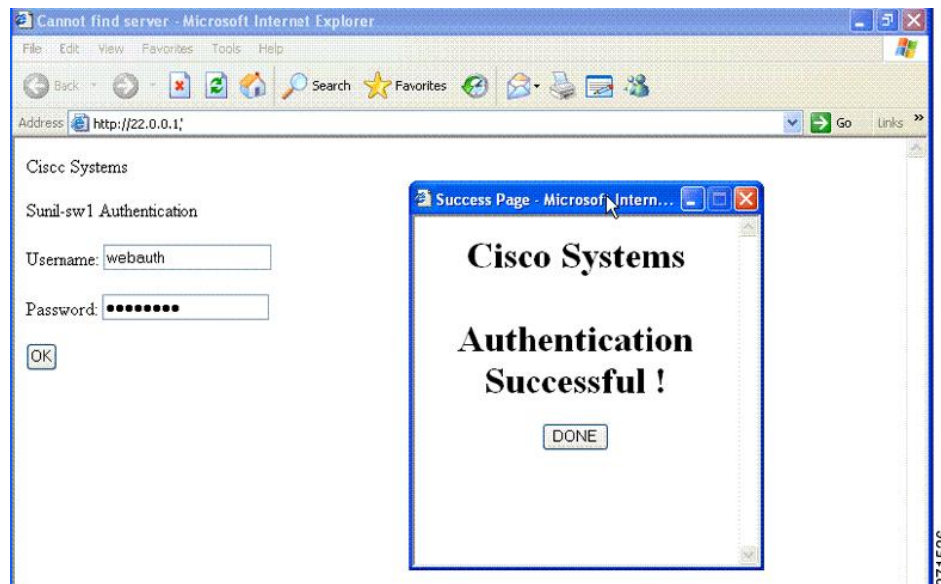 Cannot find server - Microsoft Internet Explorer
File Edit View Favorites Tools Help
Back Search Favorites
Address http://22.0.0.1/ Go Links »
Cisco Systems
Sunil-sw1 Authentication
Username: webauth
Password: ••••••••
OK
Success Page - Microsoft Intern...
Cisco Systems
Authentication
Successful !
DONE